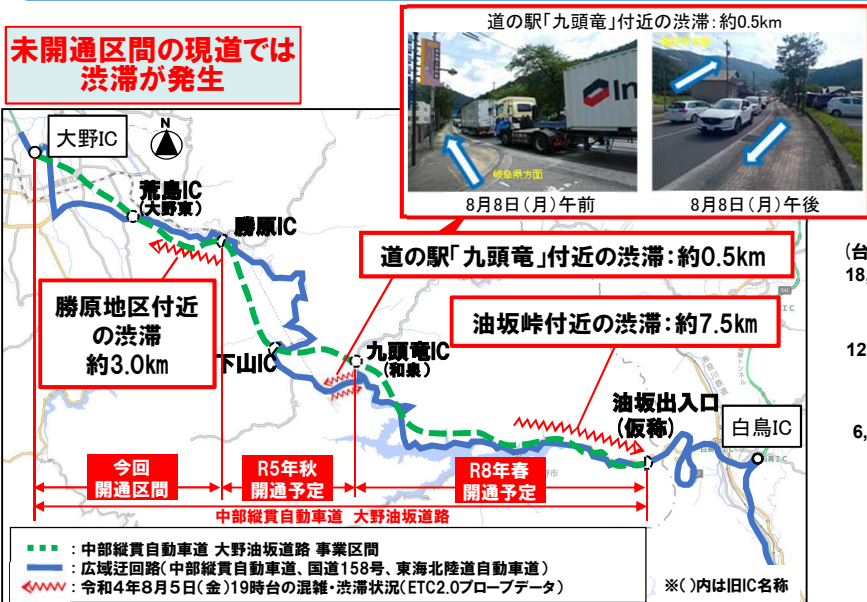 未開通区間の現道では
渋滞が発生
道の駅「九頭竜」付近の渋滞：約0.5km
岐阜県方面
8月8日(月)午前
8月8日(月)午後
大野IC
N
荒島IC
(大野東)
勝原IC
道の駅「九頭竜」付近の渋滞：約0.5km
勝原地区付近
の渋滞
約3.0km
油坂峠付近の渋滞：約7.5km
下山IC
九頭竜IC
(和泉)
油坂出入口
(仮称)
白鳥IC
(台
18,
12
6,
今回
開通区間
R5年秋
開通予定
R8年春
開通予定
中部縦貫自動車道 大野油坂道路
：中部縦貫自動車道 大野油坂道路 事業区間
：広域迂回路(中部縦貫自動車道、国道158号、東海北陸道自動車道)
：令和4年8月5日(金)19時台の混雑・渋滞状況(ETC2.0プローブデータ)
※( )内は旧IC名称